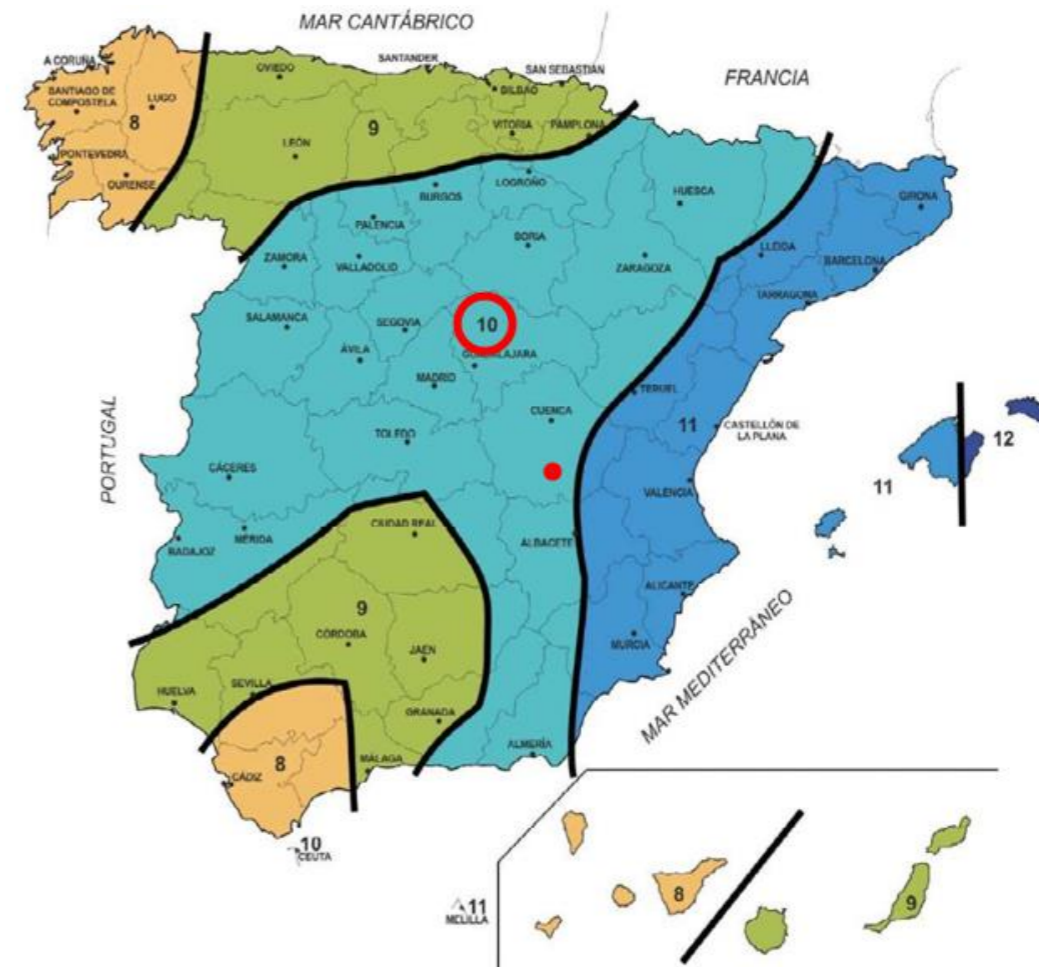 MAR CANTÁBRICO
A CORUÑA
SANTIAGO DE
COMPOSTELA
LUGO
8
PONTEVEDRA
OURENSE
OVIEDO
SANTANDER
SAN SEBASTIÁN
BILBAO
VITORIA
PAMPLONA
LEÓN
9
FRANCIA
BURGOS
LOGROÑO
HUESCA
GIRONA
PALENCIA
SORIA
LLEIDA
ZAMORA
VALLADOLID
ZARAGOZA
BARCELONA
TARRAGONA
SALAMANCA
SEGOVIA
10
ÁVILA
GUADALAJARA
MADRID
TERUEL
CUENCA
11
CASTELLÓN DE
LA PLANA
TOLEDO
PORTUGAL
CÁCERES
VALENCIA
11
12
BADAJOZ
MÉRIDA
CIUDAD REAL
ALBACETE
ALICANTE
MURCIA
MAR MEDITERRÁNEO
9
CÓRDOBA
JAÉN
HUELVA
SEVILLA
GRANADA
ALMERÍA
MÁLAGA
8
CÁDIZ
10
CEUTA
11
MELILLA
8
9